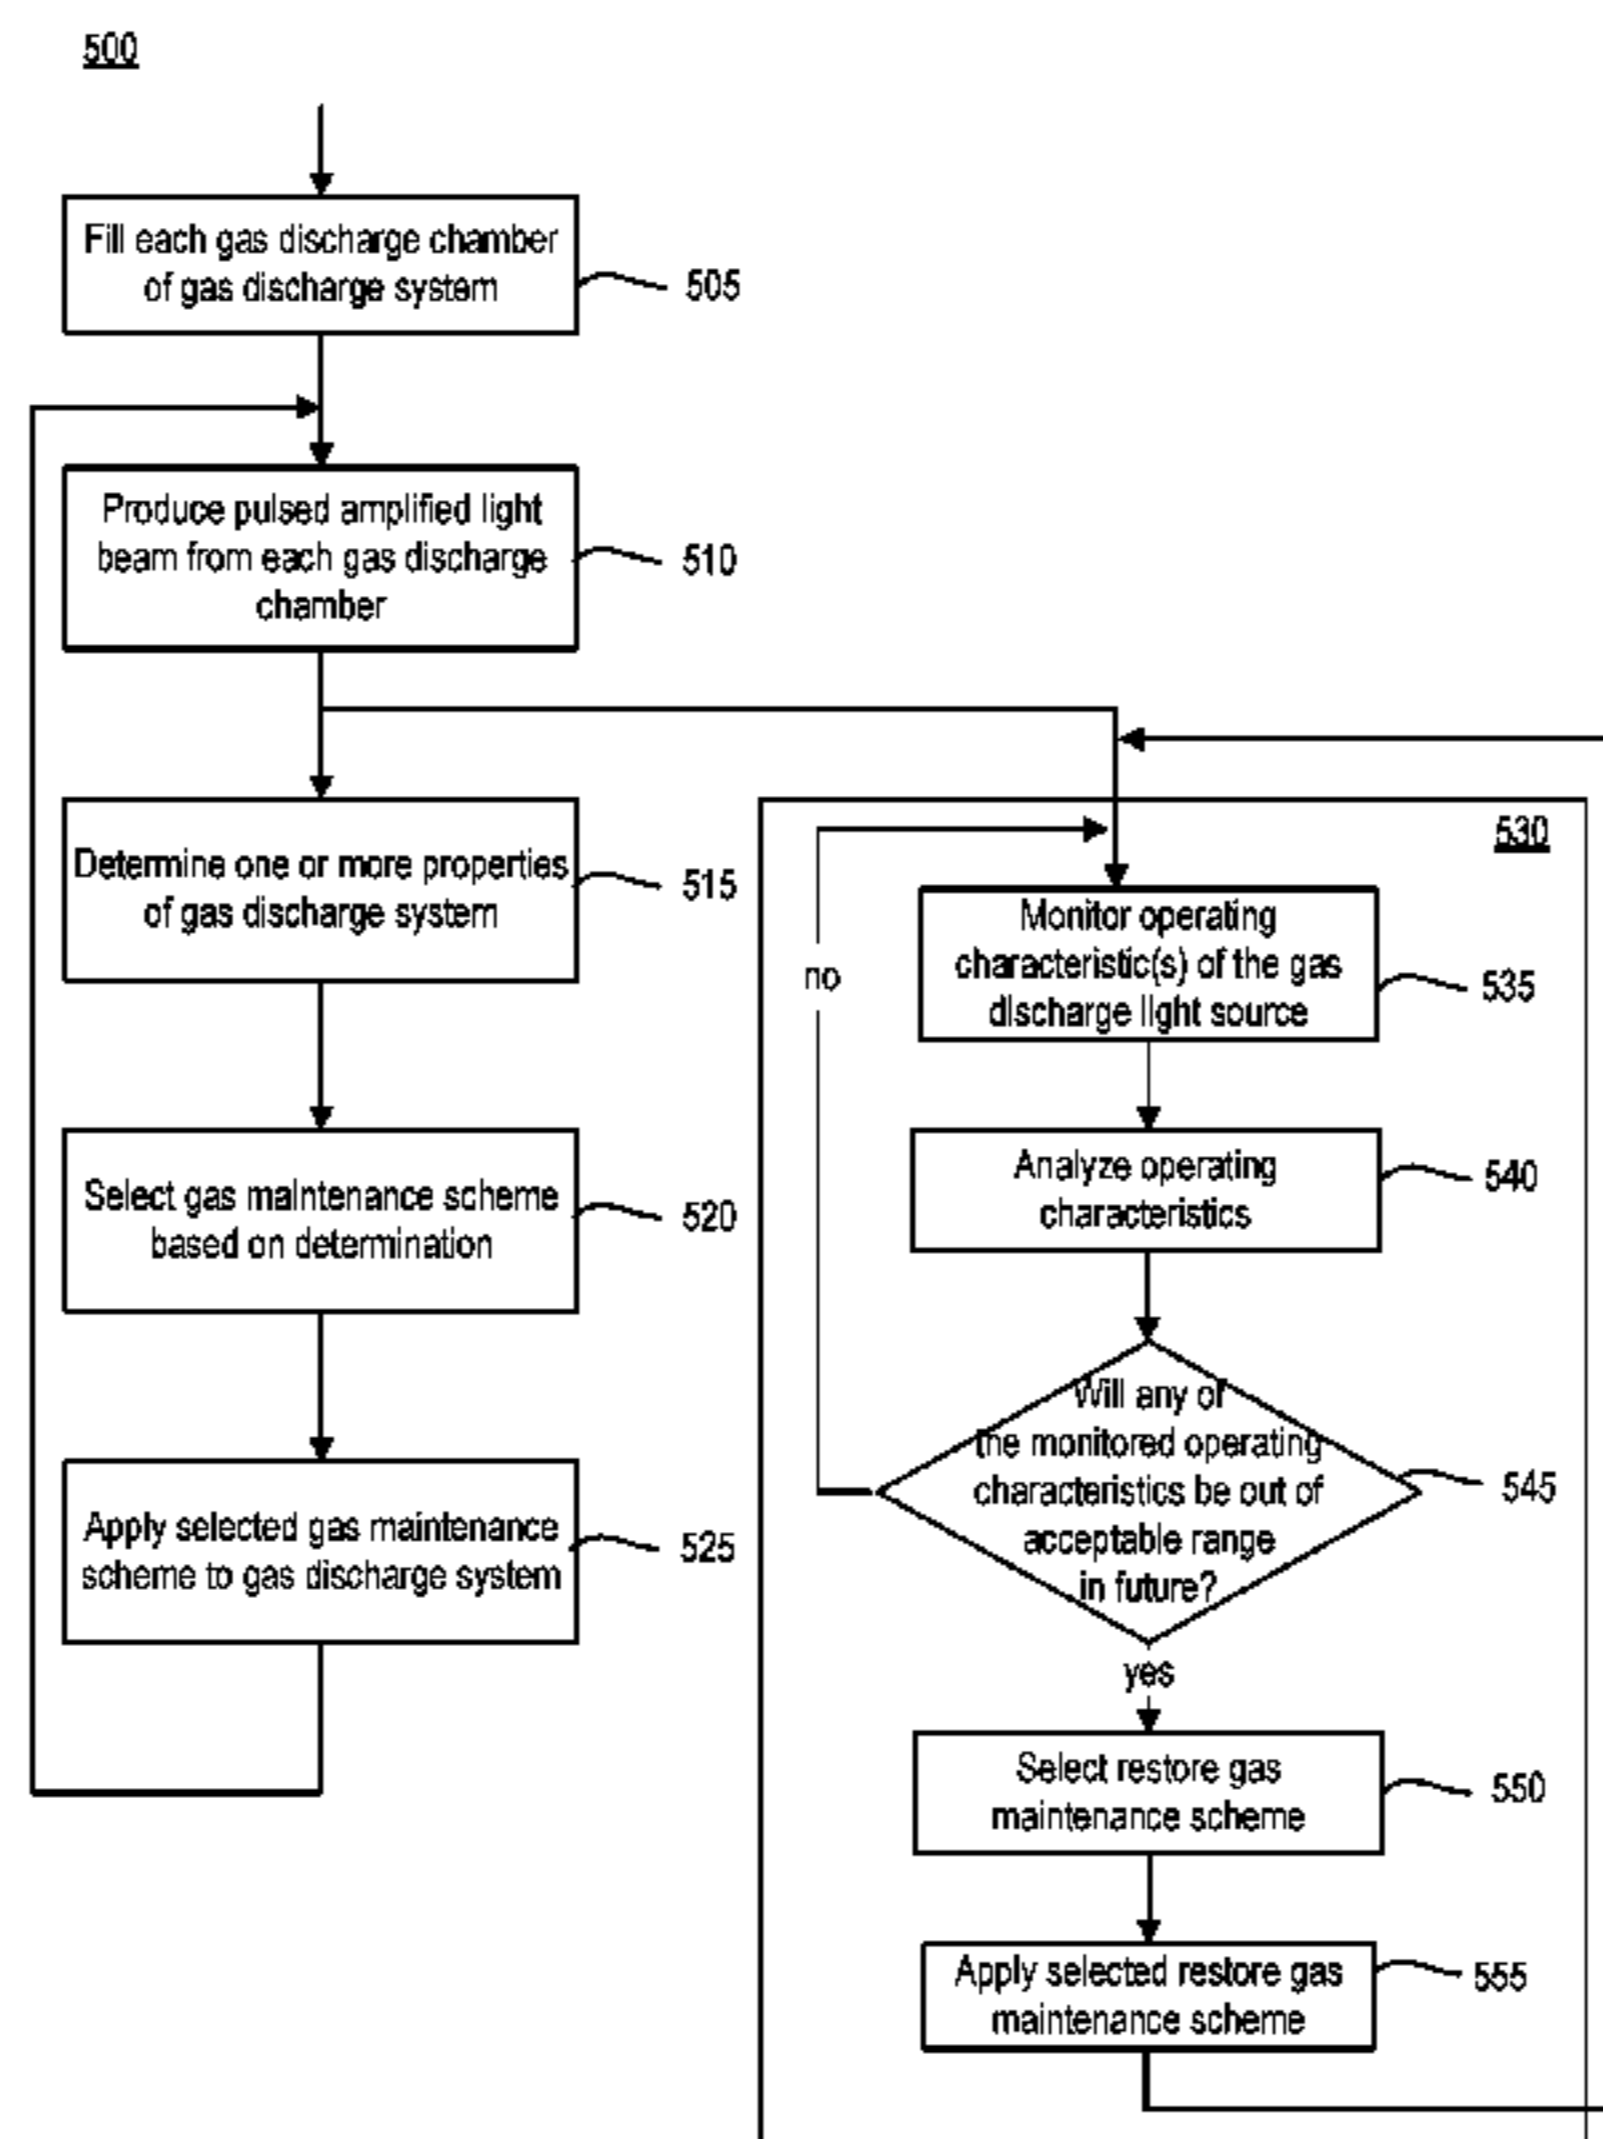 500
Fill each gas discharge chamber
of gas discharge system
505
Produce pulsed amplified light
beam from each gas discharge
chamber
510
Determine one or more properties
of gas discharge system
515
Select gas maintenance scheme
based on determination
520
Apply selected gas maintenance
scheme to gas discharge system
525
530
Monitor operating
characteristic(s) of the gas
discharge light source
535
no
Analyze operating
characteristics
540
Will any of
the monitored operating
characteristics be out of
acceptable range
in future?
545
yes
Select restore gas
maintenance scheme
550
Apply selected restore gas
maintenance scheme
555